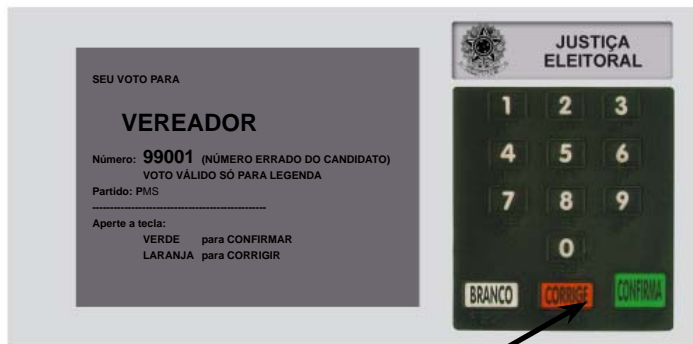 SEU VOTO PARA
VEREADOR
Número: 99001 (NÚMERO ERRADO DO CANDIDATO)
VOTO VÁLIDO SÓ PARA LEGENDA
Partido: PMS
--------------------------------------------------
Aperte a tecla:
VERDE para CONFIRMAR
LARANJA para CORRIGIR
JUSTIÇA
ELEITORAL
1 2 3
4 5 6
7 8 9
0
BRANCO CORRIGE CONFIRMA